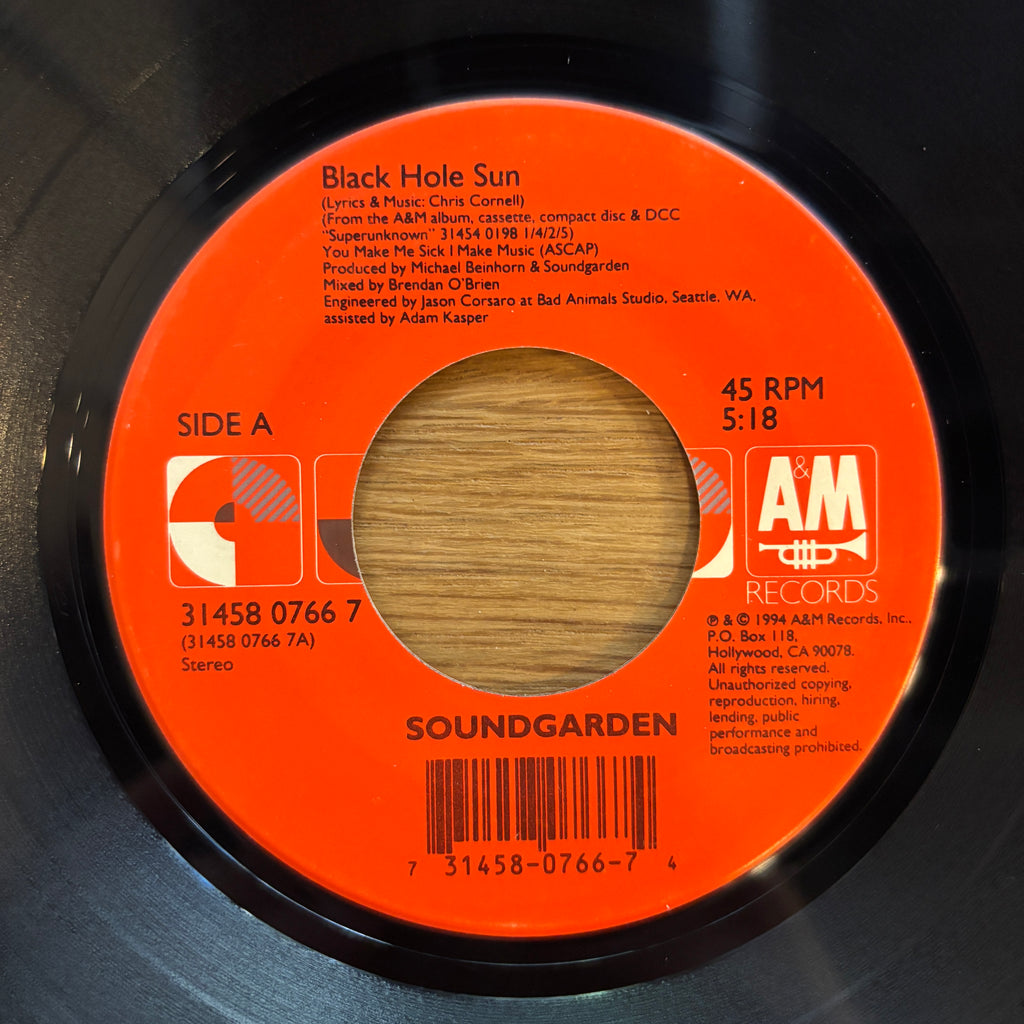 Black Hole Sun
(Lyrics & Music: Chris Cornell)
(From the A&M album, cassette, compact disc & DCC
"Superunknown" 31454 0198 1/4/2/5)
You Make Me Sick I Make Music (ASCAP)
Produced by Michael Beinhorn & Soundgarden
Mixed by Brendan O'Brien
Engineered by Jason Corsaro at Bad Animals Studio, Seattle, WA.
assisted by Adam Kasper
SIDE A
45 RPM
5:18
A&M
RECORDS
31458 0766 7
(31458 0766 7A)
Stereo
℗ & © 1994 A&M Records, Inc.,
P.O. Box 118,
Hollywood, CA 90078.
All rights reserved.
Unauthorized copying,
reproduction, hiring,
lending, public
performance and
broadcasting prohibited.
SOUNDGARDEN
7 31458-0766-7 4